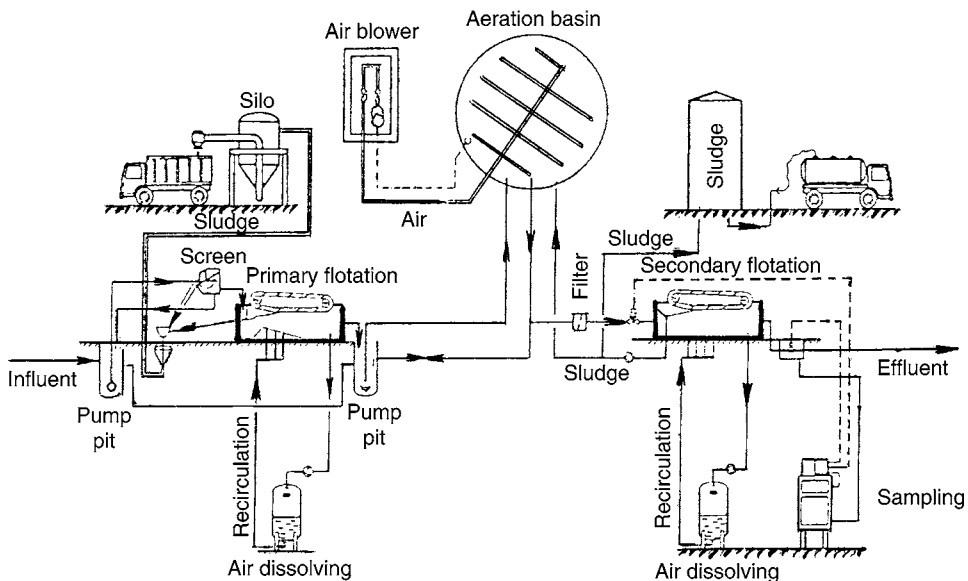 Aeration basin
Air blower
Silo
Sludge
Air
Sludge
Sludge
Screen
Primary flotation
Filter
Secondary flotation
Influent
Pump
pit
Pump
pit
Sludge
Effluent
Recirculation
Recirculation
Sampling
Air dissolving
Air dissolving